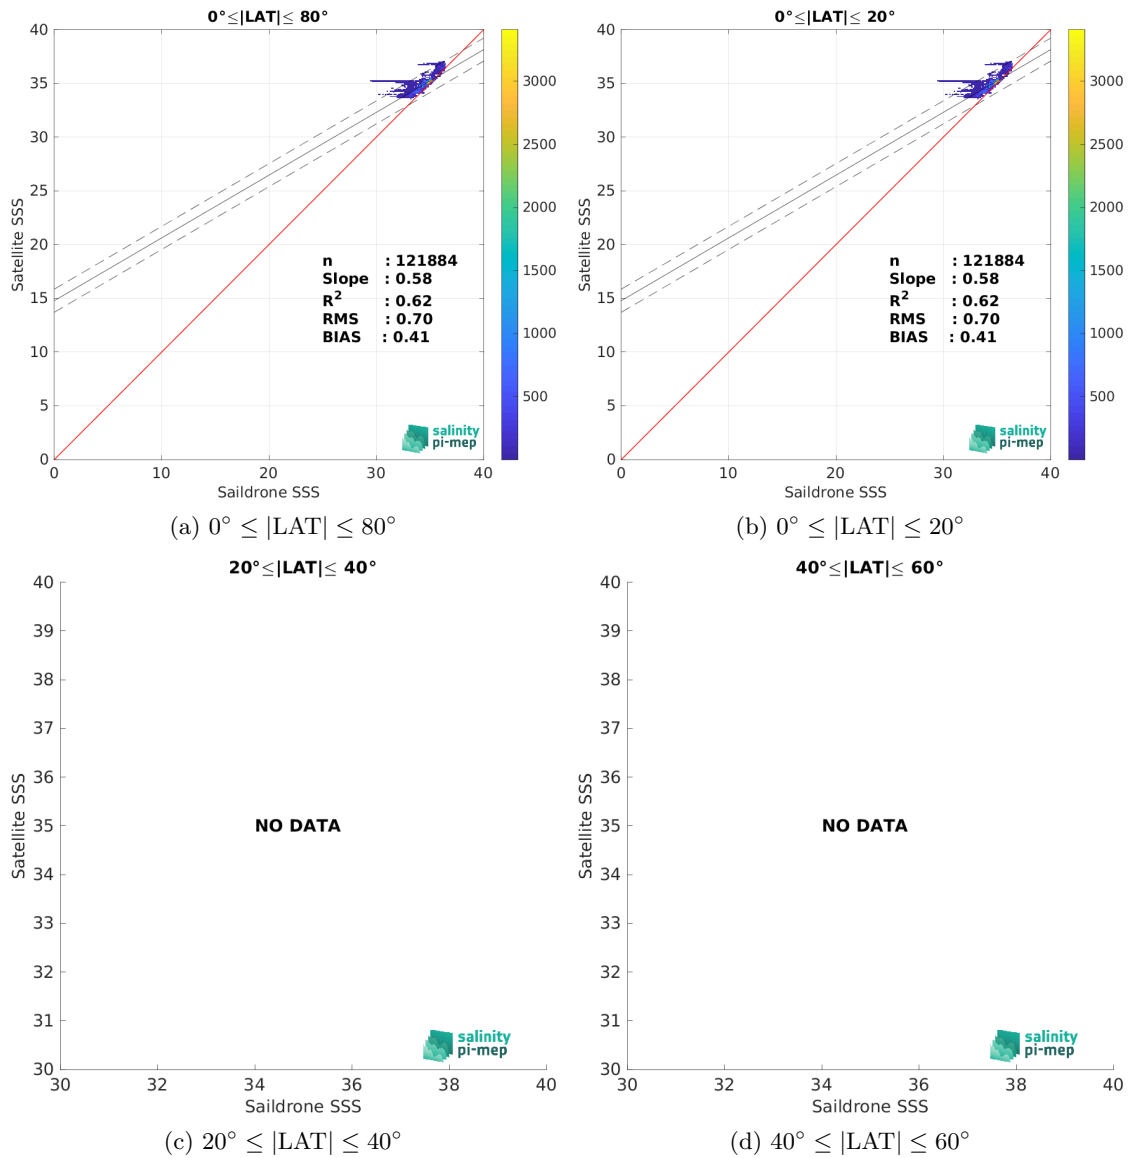 0°≤|LAT|≤ 80°
40
35
30
25
20
15
10
5
0
Satellite SSS
n : 121884
Slope : 0.58
R² : 0.62
RMS : 0.70
BIAS : 0.41
salinity
pi-mep
0 10 20 30 40
Saildrone SSS
3000
2500
2000
1500
1000
500
(a) 0° ≤ |LAT| ≤ 80°
0°≤|LAT|≤ 20°
40
35
30
25
20
15
10
5
0
Satellite SSS
n : 121884
Slope : 0.58
R² : 0.62
RMS : 0.70
BIAS : 0.41
salinity
pi-mep
0 10 20 30 40
Saildrone SSS
3000
2500
2000
1500
1000
500
(b) 0° ≤ |LAT| ≤ 20°
20°≤|LAT|≤ 40°
40
39
38
37
36
35
34
33
32
31
30
Satellite SSS
NO DATA
salinity
pi-mep
30 32 34 36 38 40
Saildrone SSS
(c) 20° ≤ |LAT| ≤ 40°
40°≤|LAT|≤ 60°
40
39
38
37
36
35
34
33
32
31
30
Satellite SSS
NO DATA
salinity
pi-mep
30 32 34 36 38 40
Saildrone SSS
(d) 40° ≤ |LAT| ≤ 60°